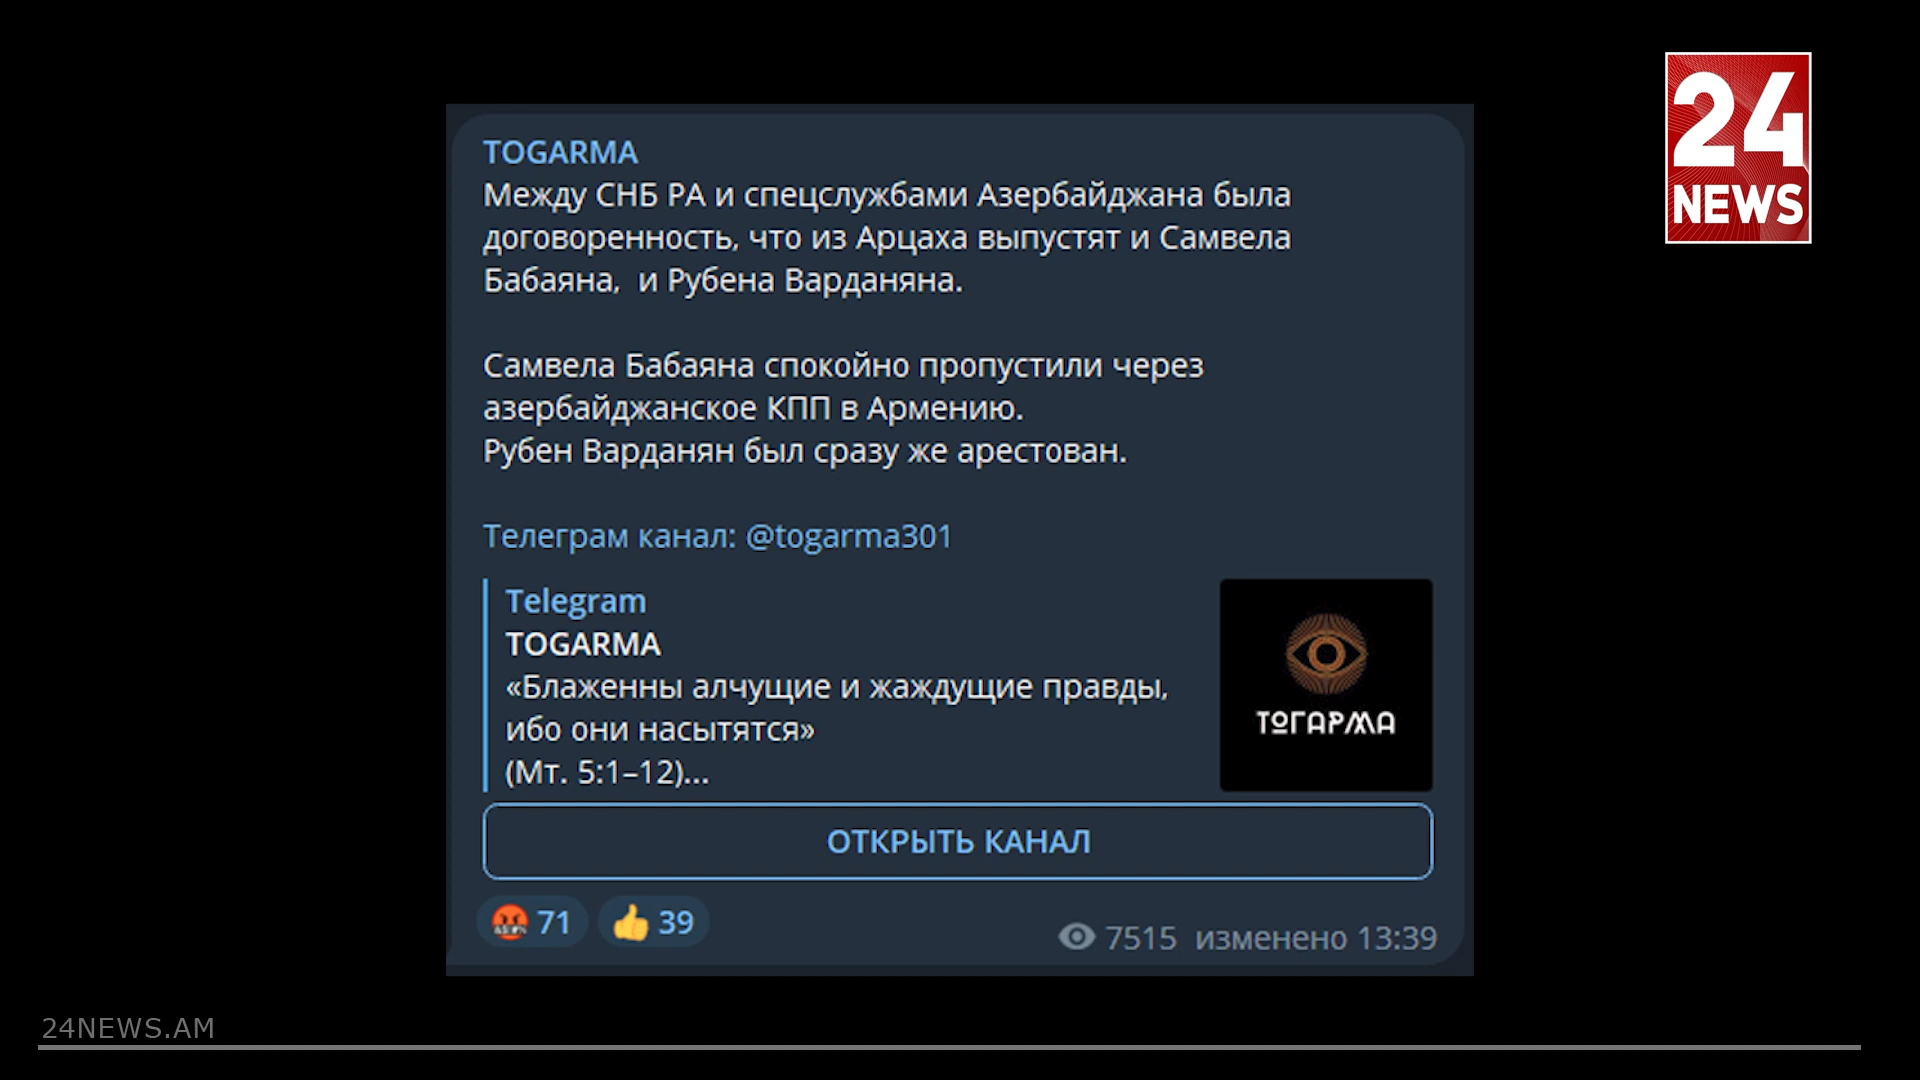 24
NEWS
TOGARMA
Между СНБ РА и спецслужбами Азербайджана была
договоренность, что из Арцаха выпустят и Самвела
Бабаяна,  и Рубена Варданяна.
Самвела Бабаяна спокойно пропустили через
азербайджанское КПП в Армению.
Рубен Варданян был сразу же арестован.
Телеграм канал: @togarma301
Telegram
TOGARMA
«Блаженны алчущие и жаждущие правды,
ибо они насытятся»
(Мт. 5:1–12)...
ТОГАРМА
ОТКРЫТЬ КАНАЛ
71 39
7515 изменено 13:39
24NEWS.AM